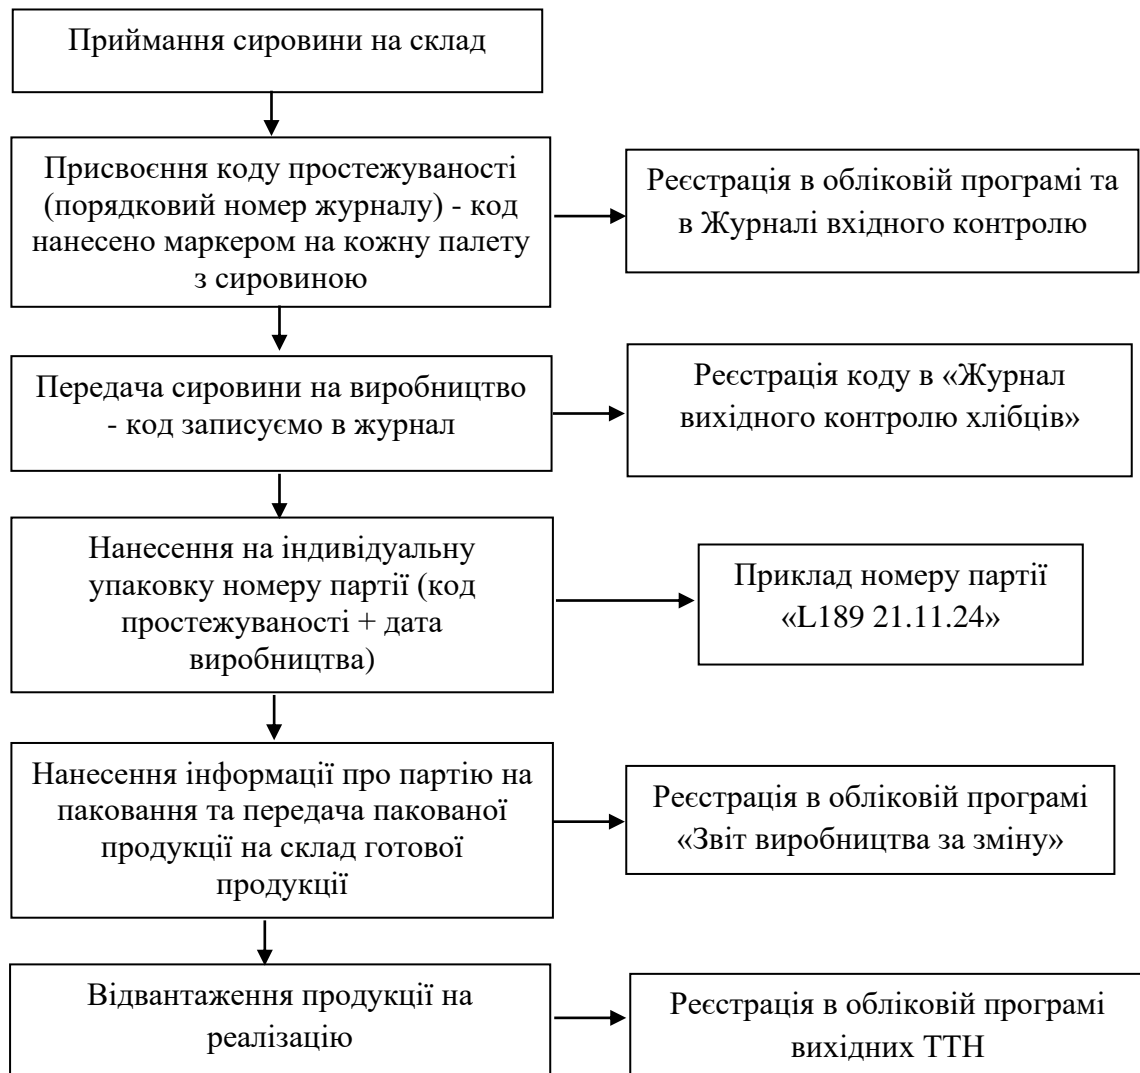 Приймання сировини на склад
Присвоєння коду простежуваності
(порядковий номер журналу) - код
нанесено маркером на кожну палету
з сировиною
Реєстрація в обліковій програмі та
в Журналі вхідного контролю
Передача сировини на виробництво
- код записуємо в журнал
Реєстрація коду в «Журнал
вихідного контролю хлібців»
Нанесення на індивідуальну
упаковку номеру партії (код
простежуваності + дата
виробництва)
Приклад номеру партії
«L189 21.11.24»
Нанесення інформації про партію на
паковання та передача пакованої
продукції на склад готової
продукції
Реєстрація в обліковій програмі
«Звіт виробництва за зміну»
Відвантаження продукції на
реалізацію
Реєстрація в обліковій програмі
вихідних ТТН